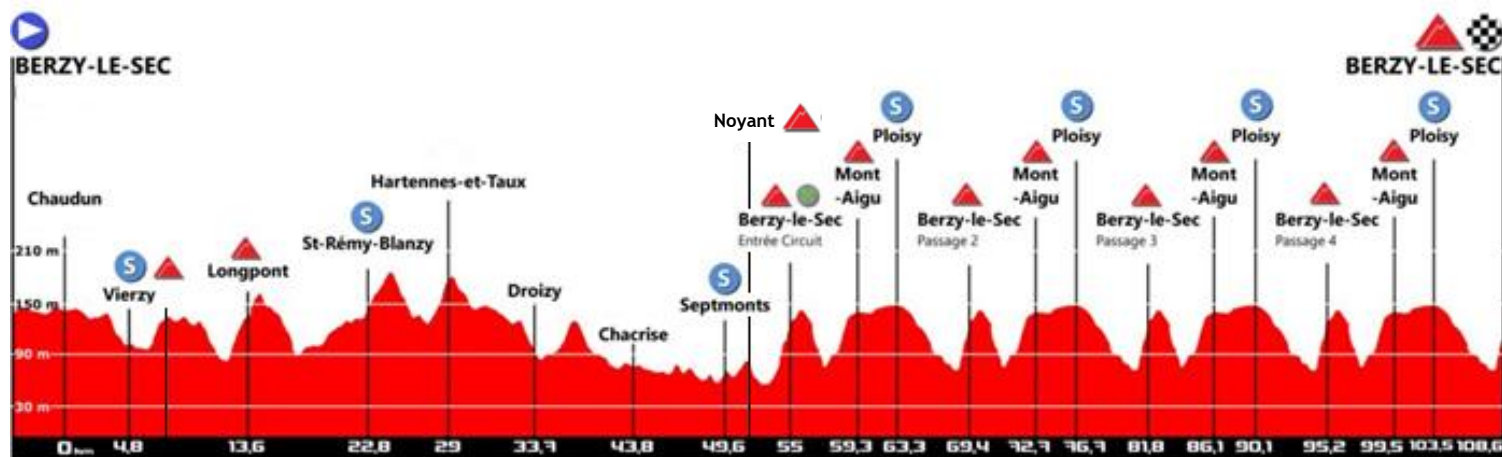 BERZY-LE-SEC
BERZY-LE-SEC
Noyant
S
Ploisy
S
Ploisy
S
Ploisy
S
Ploisy
Mont
-Aigu
Mont
-Aigu
Mont
-Aigu
Mont
-Aigu
Chaudun
Hartennes-et-Taux
S
St-Rémy-Blanzy
Berzy-le-Sec
Entrée Circuit
Berzy-le-Sec
Passage 2
Berzy-le-Sec
Passage 3
Berzy-le-Sec
Passage 4
210 m
S
Vierzy
Longpont
Droizy
S
Septmonts
150 m
Chacrise
90 m
30 m
0 km 4,8 13,6 22,8 29 33,7 43,8 49,6 55 59,3 63,3 69,4 72,7 76,7 81,8 86,1 90,1 95,2 99,5 103,5 108,6